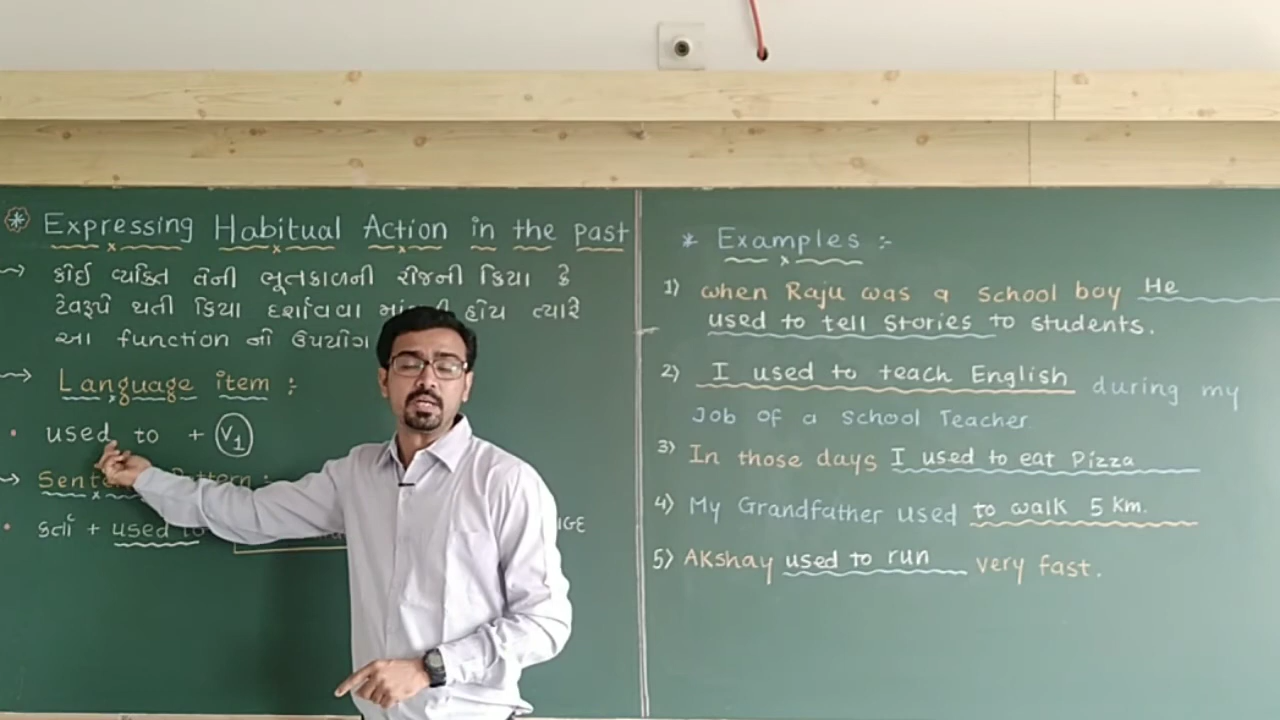 Expressing Habitual Action in the past
કોઈ વ્યક્તિ તેની ભૂતકાળની રોજની ક્રિયા કે
ટેવરૂપે થતી ક્રિયા દર્શાવવા હોય ત્યારે
આ function નો ઉપયોગ
Language item :
used to + V1
Pattern :
કર્તા + used to
* Examples :-
1) when Raju was a school boy He
used to tell stories to students.
2) I used to teach English during my
Job of a school Teacher
3) In those days I used to eat Pizza
4) My Grandfather used to walk 5 km.
5) Akshay used to run very fast.